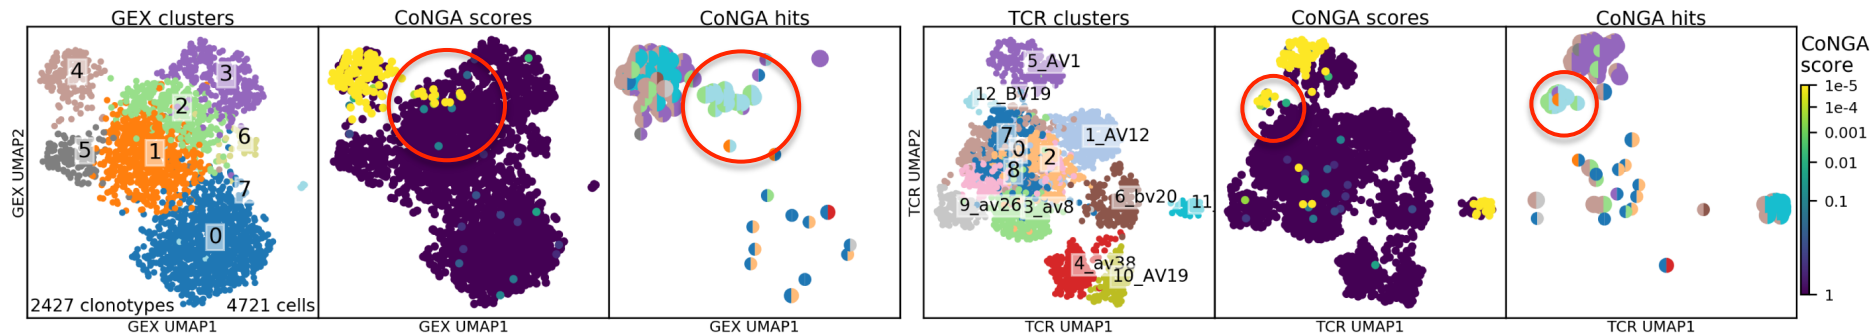 GEX clusters
CoNGA scores
CoNGA hits
TCR clusters
CoNGA scores
CoNGA hits
GEX UMAP2
4
3
2
6
5
1
7
0
2427 clonotypes
4721 cells
GEX UMAP1
GEX UMAP1
GEX UMAP1
TCR UMAP2
5_AV1
12_BV19
7
1_AV12
0
2
8
6_bv20
9_av26
3_av8
11_
4_av38
10_AV19
TCR UMAP1
TCR UMAP1
TCR UMAP1
CoNGA
score
1e-5
1e-4
0.001
0.01
0.1
1